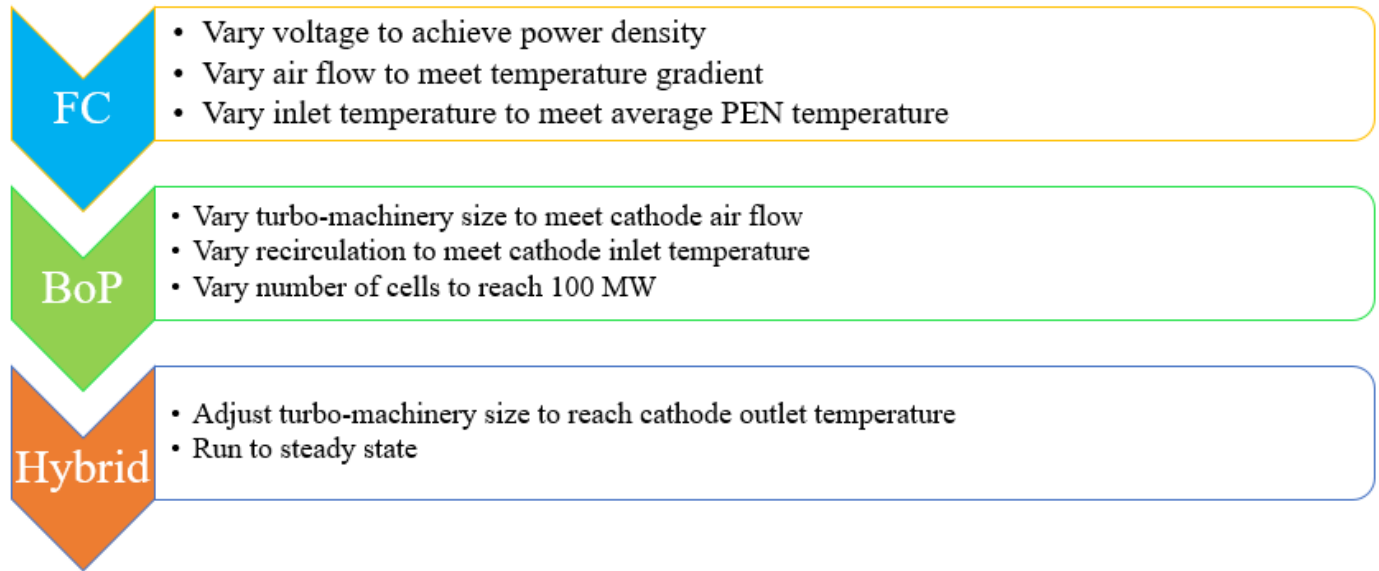 FC
• Vary voltage to achieve power density
• Vary air flow to meet temperature gradient
• Vary inlet temperature to meet average PEN temperature
BoP
• Vary turbo-machinery size to meet cathode air flow
• Vary recirculation to meet cathode inlet temperature
• Vary number of cells to reach 100 MW
Hybrid
• Adjust turbo-machinery size to reach cathode outlet temperature
• Run to steady state